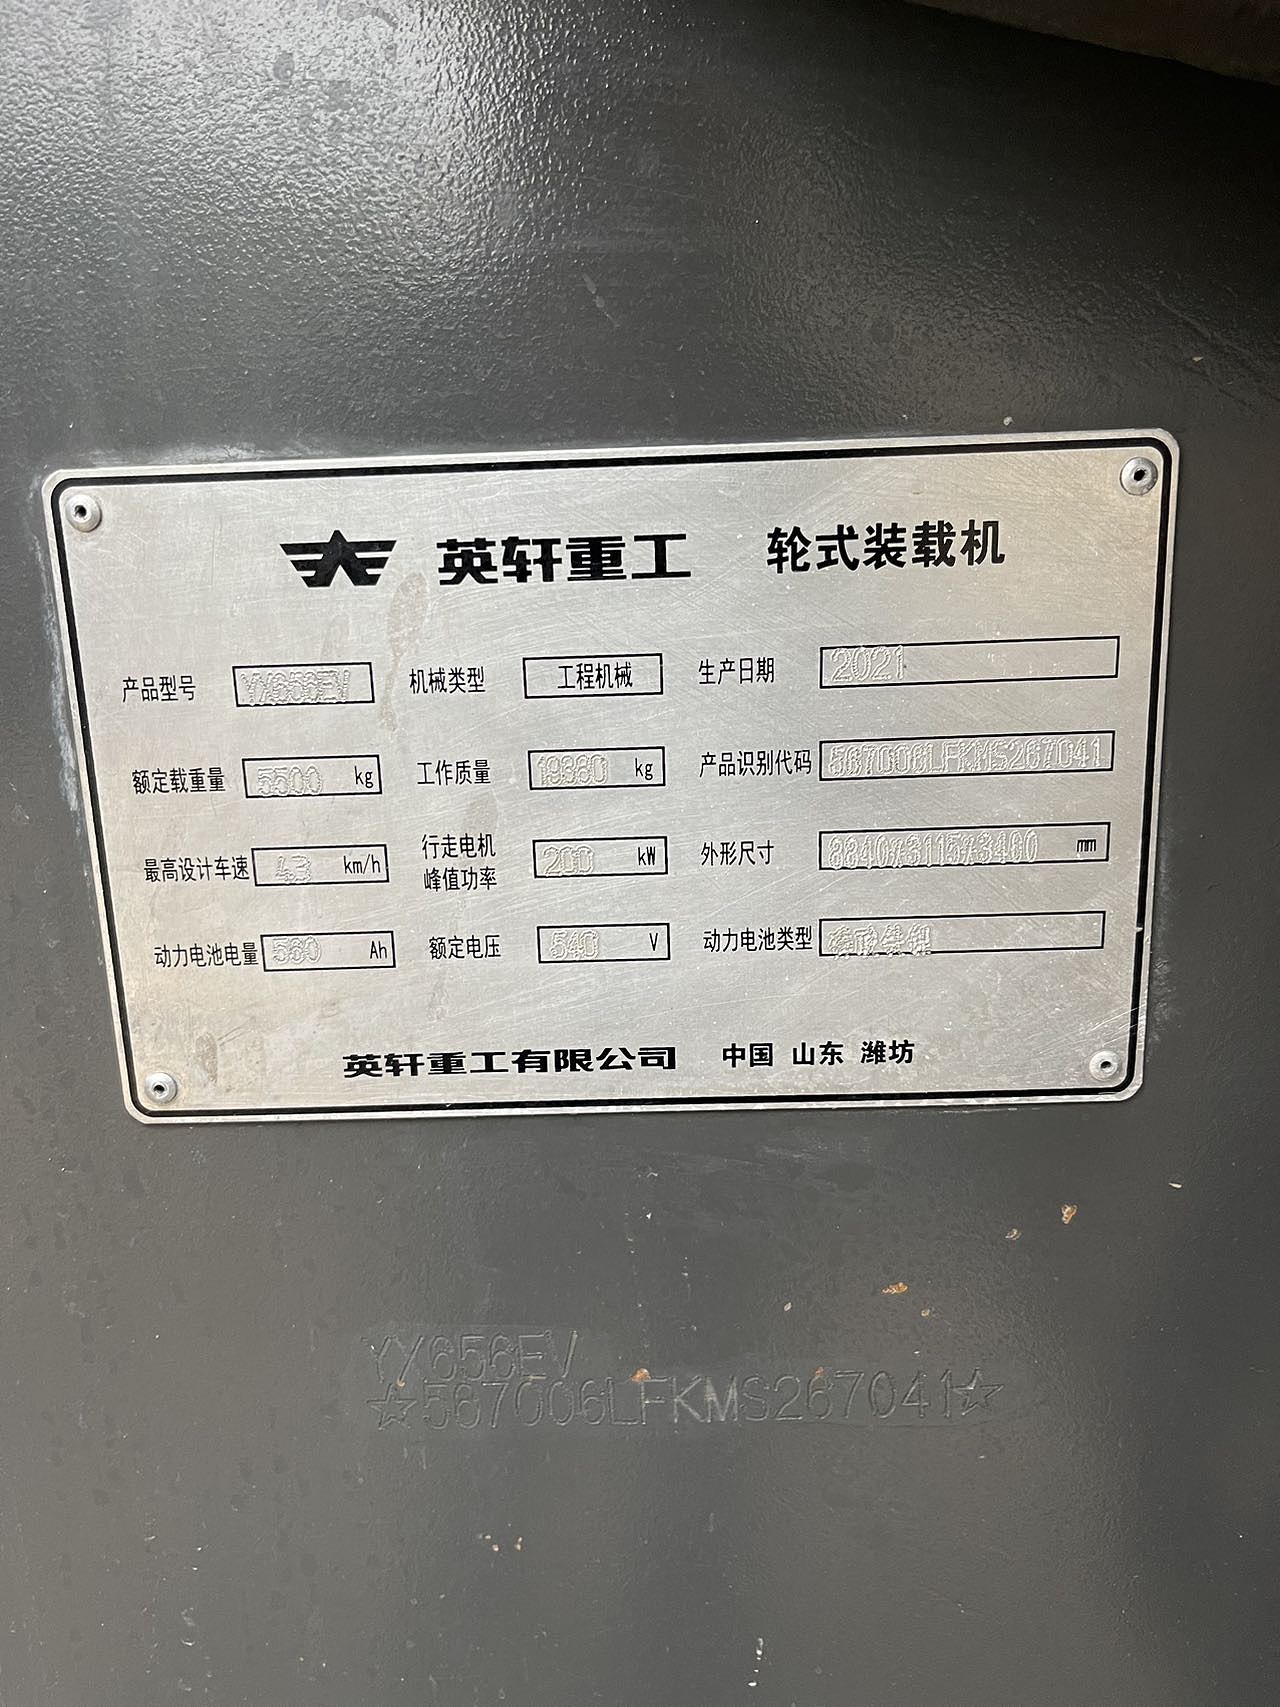 英轩重工 轮式装载机
产品型号 YX656EV 机械类型 工程机械 生产日期 2021
额定载重量 5500 kg 工作质量 19380 kg 产品识别代码 567006LFKMS267041
最高设计车速 43 km/h 行走电机峰值功率 200 kW 外形尺寸 8840x3115x3400 mm
动力电池电量 560 Ah 额定电压 540 V 动力电池类型
英轩重工有限公司 中国 山东 潍坊
YX656EV
☆567006LFKMS267041☆